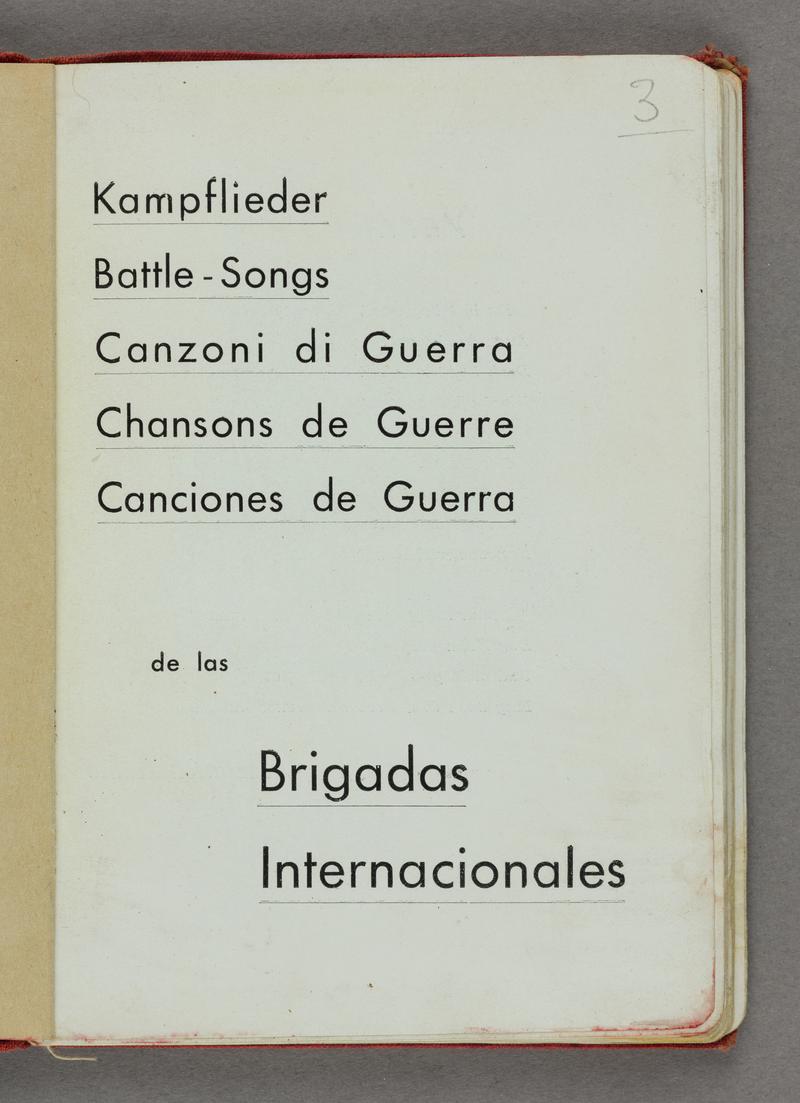 3
Kampflieder
Battle-Songs
Canzoni di Guerra
Chansons de Guerre
Canciones de Guerra
de las
Brigadas
Internacionales